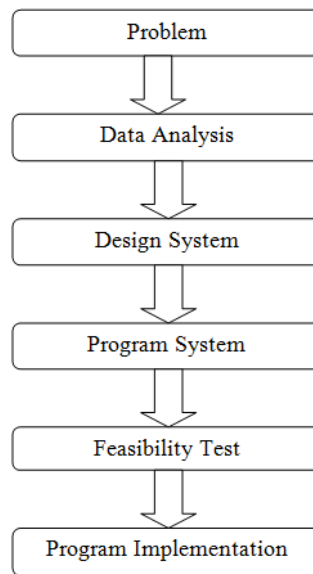 Problem
Data Analysis
Design System
Program System
Feasibility Test
Program Implementation